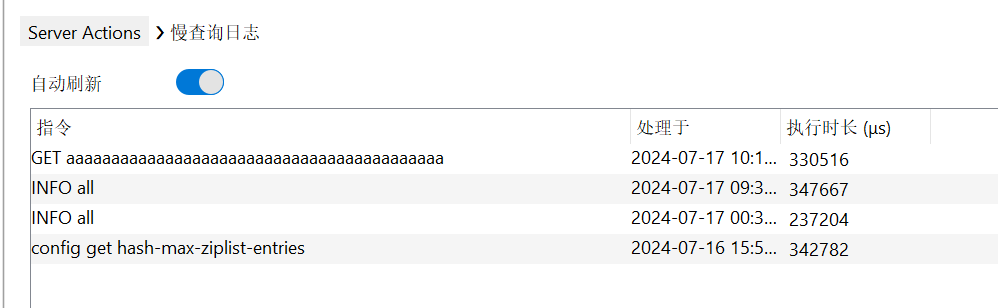 Server Actions ❯ 慢查询日志
自动刷新
指令 处理于 执行时长 (μs)
GET aaaaaaaaaaaaaaaaaaaaaaaaaaaaaaaaaaaaaaaaaa 2024-07-17 10:1... 330516
INFO all 2024-07-17 09:3... 347667
INFO all 2024-07-17 00:3... 237204
config get hash-max-ziplist-entries 2024-07-16 15:5... 342782